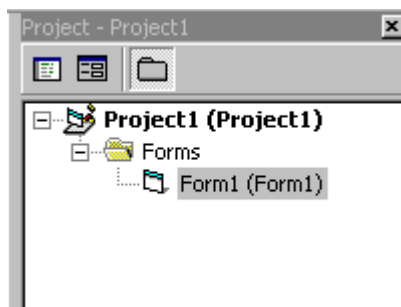 Project - Project1
Project1 (Project1)
Forms
Form1 (Form1)